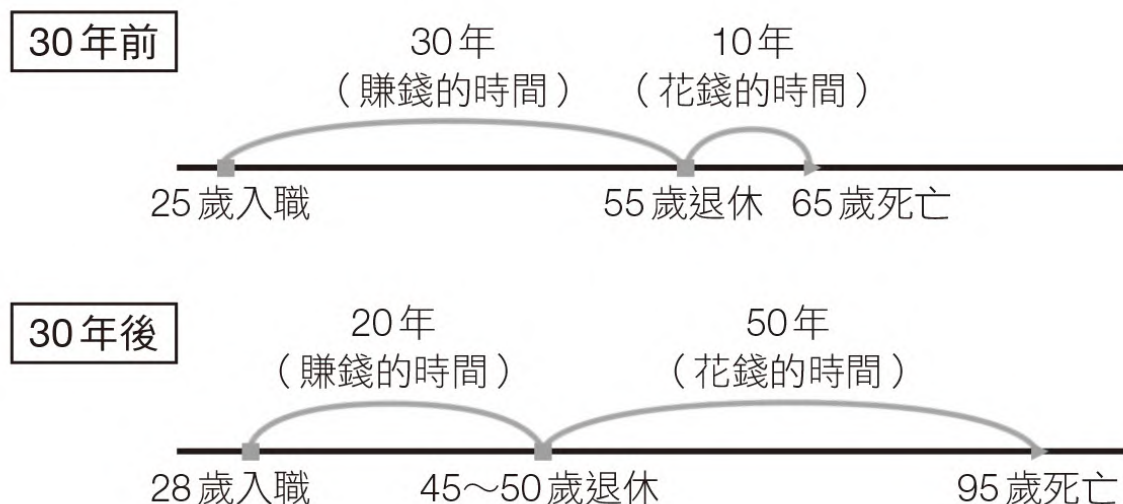 30年前
30年 10年
（賺錢的時間） （花錢的時間）
25歲入職 55歲退休 65歲死亡
30年後
20年 50年
（賺錢的時間） （花錢的時間）
28歲入職 45～50歲退休 95歲死亡